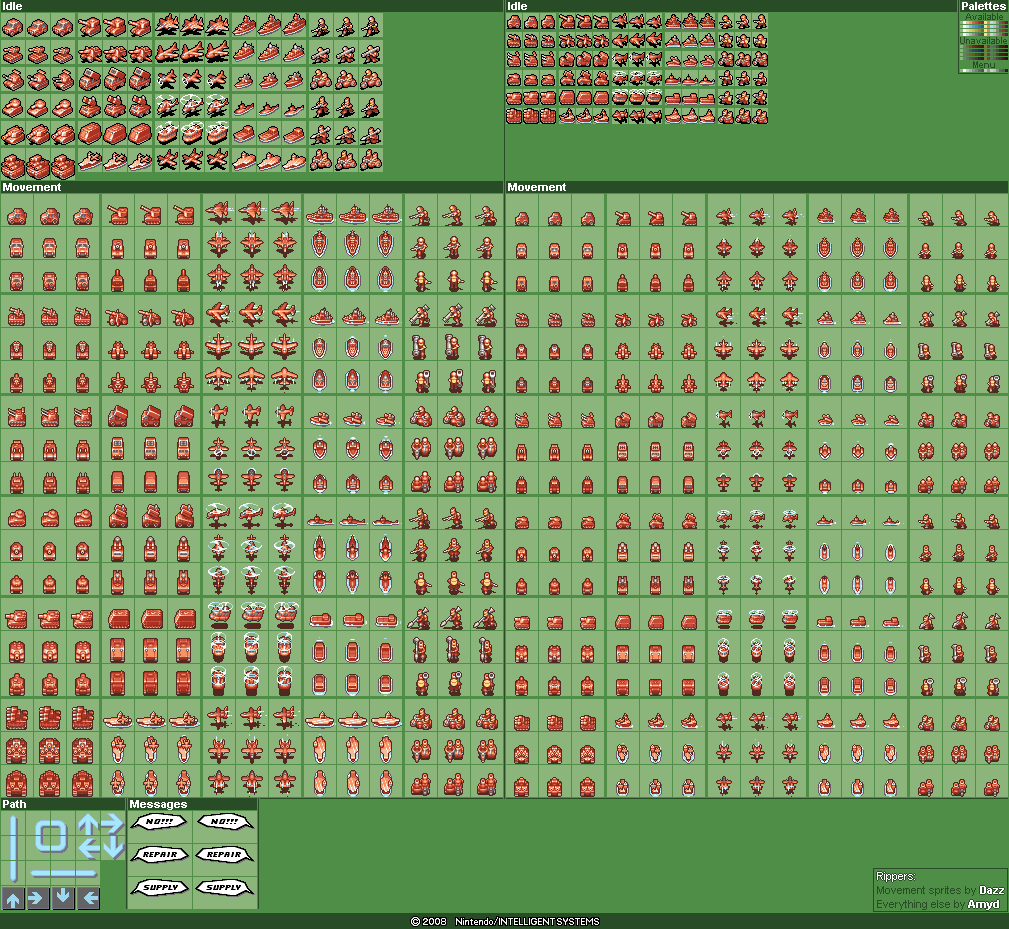 Idle
Idle
Palettes
Available
Unavailable
Menu
Movement
Movement
Path
Messages
NO!!!
NO!!!
REPAIR
REPAIR
SUPPLY
SUPPLY
Rippers:
Movement sprites by Dazz
Everything else by Amyd
© 2008 Nintendo/INTELLIGENT SYSTEMS